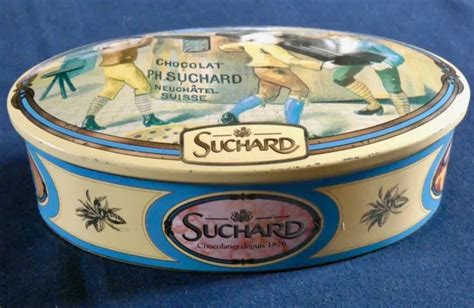 CHOCOLAT
PH.SUCHARD
NEUCHÂTEL
SUISSE.
SUCHARD
SUCHARD
Chocolatier depuis 1826